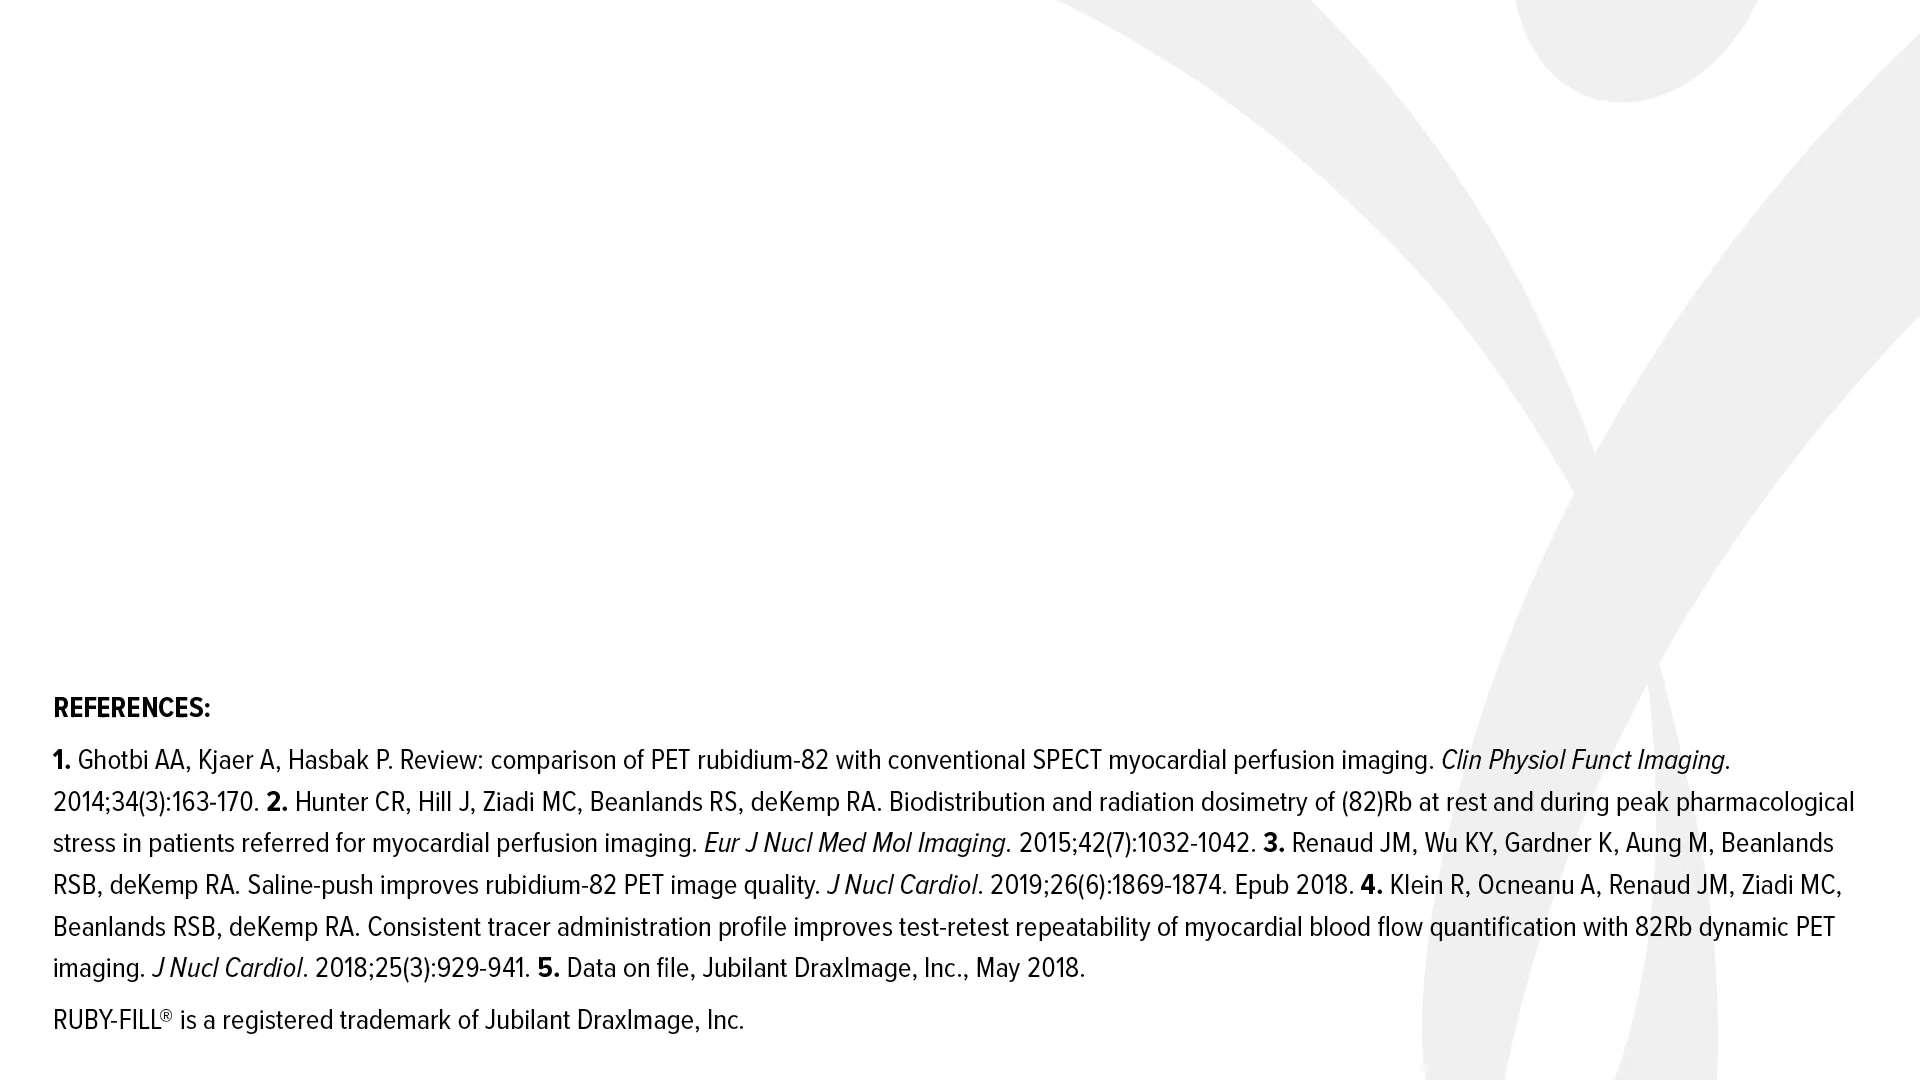 REFERENCES:
1. Ghotbi AA, Kjaer A, Hasbak P. Review: comparison of PET rubidium-82 with conventional SPECT myocardial perfusion imaging. Clin Physiol Funct Imaging.
2014;34(3):163-170. 2. Hunter CR, Hill J, Ziadi MC, Beanlands RS, deKemp RA. Biodistribution and radiation dosimetry of (82)Rb at rest and during peak pharmacological
stress in patients referred for myocardial perfusion imaging. Eur J Nucl Med Mol Imaging. 2015;42(7):1032-1042. 3. Renaud JM, Wu KY, Gardner K, Aung M, Beanlands
RSB, deKemp RA. Saline-push improves rubidium-82 PET image quality. J Nucl Cardiol. 2019;26(6):1869-1874. Epub 2018. 4. Klein R, Ocneanu A, Renaud JM, Ziadi MC,
Beanlands RSB, deKemp RA. Consistent tracer administration profile improves test-retest repeatability of myocardial blood flow quantification with 82Rb dynamic PET
imaging. J Nucl Cardiol. 2018;25(3):929-941. 5. Data on file, Jubilant DraxImage, Inc., May 2018.
RUBY-FILL® is a registered trademark of Jubilant DraxImage, Inc.